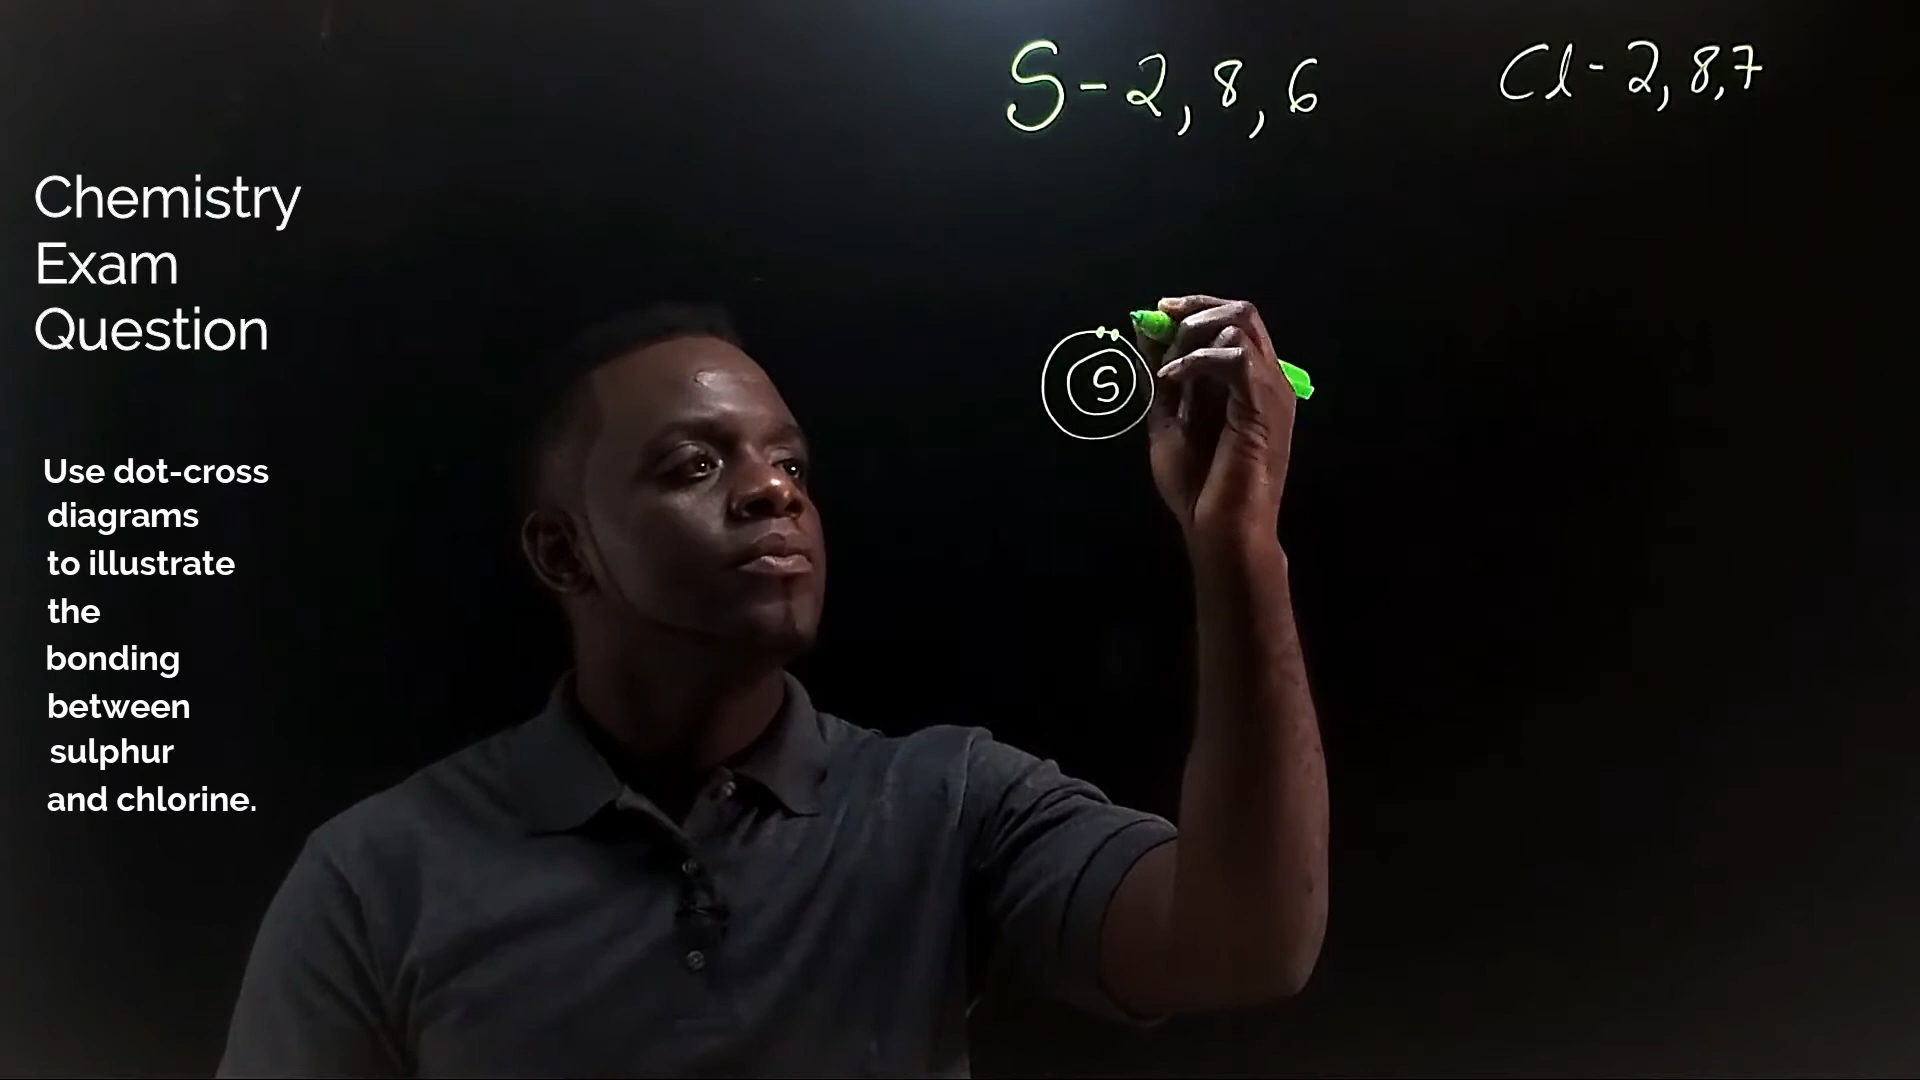 S - 2, 8, 6
Cl - 2, 8, 7
Chemistry
Exam
Question
S
Use dot-cross
diagrams
to illustrate
the
bonding
between
sulphur
and chlorine.